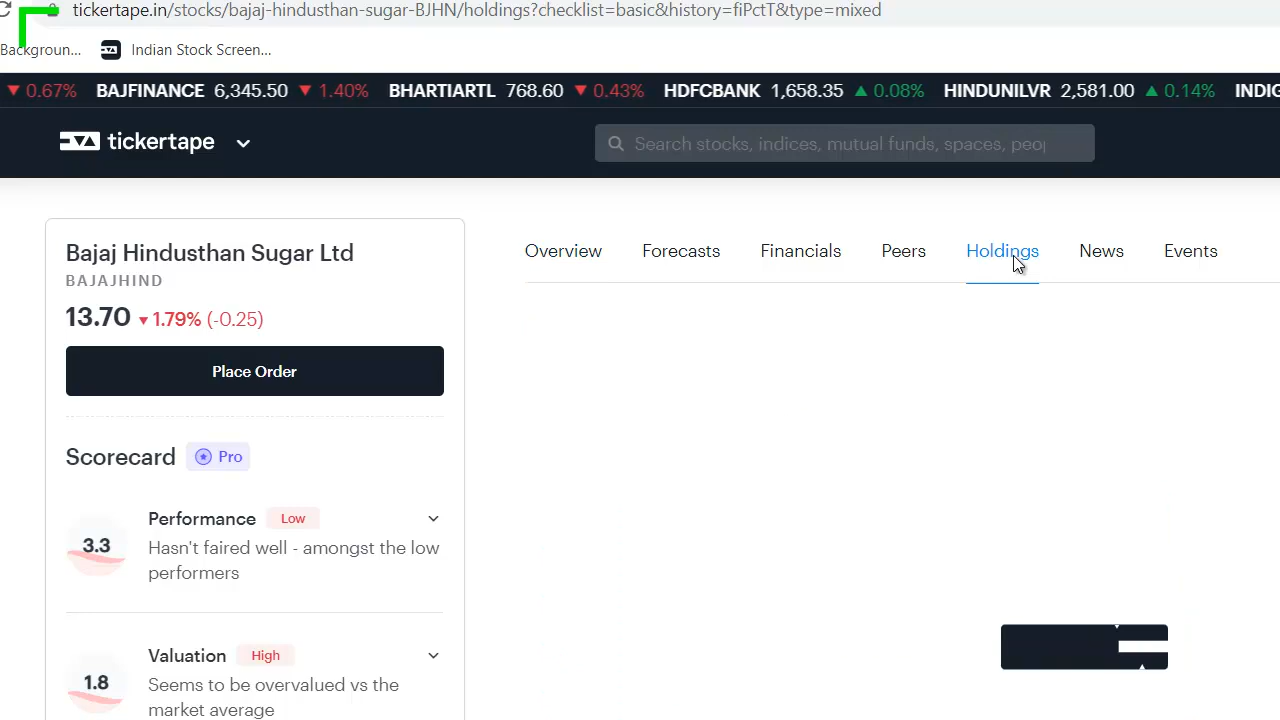 tickertape.in/stocks/bajaj-hindusthan-sugar-BJHN/holdings?checklist=basic&history=fiPctT&type=mixed
Backgroun... Indian Stock Screen...
▼ 0.67% BAJFINANCE 6,345.50 ▼ 1.40% BHARTIARTL 768.60 ▼ 0.43% HDFCBANK 1,658.35 ▲ 0.08% HINDUNILVR 2,581.00 ▲ 0.14% INDIG
tickertape Search stocks, indices, mutual funds, spaces, peo
Bajaj Hindusthan Sugar Ltd
BAJAJHIND
13.70 ▼ 1.79% (-0.25)
Place Order
Scorecard Pro
Performance Low
3.3
Hasn't faired well - amongst the low
performers
Valuation High
1.8
Seems to be overvalued vs the
market average
Overview Forecasts Financials Peers Holdings News Events